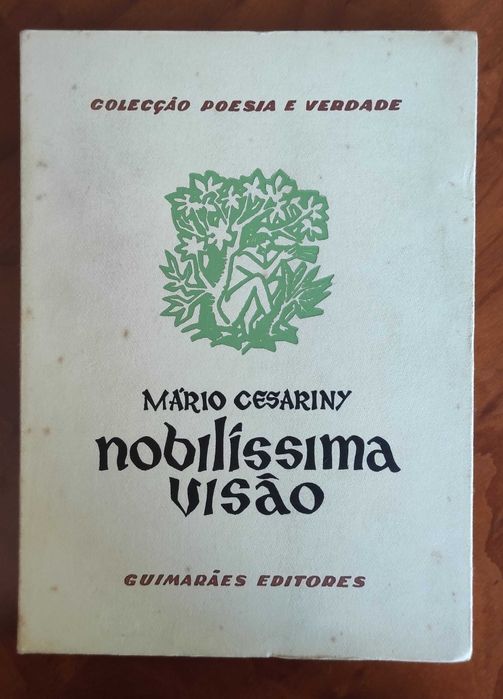 COLECÇÃO POESIA E VERDADE
MÁRIO CESARINY
nobilíssima
visão
GUIMARÃES EDITORES